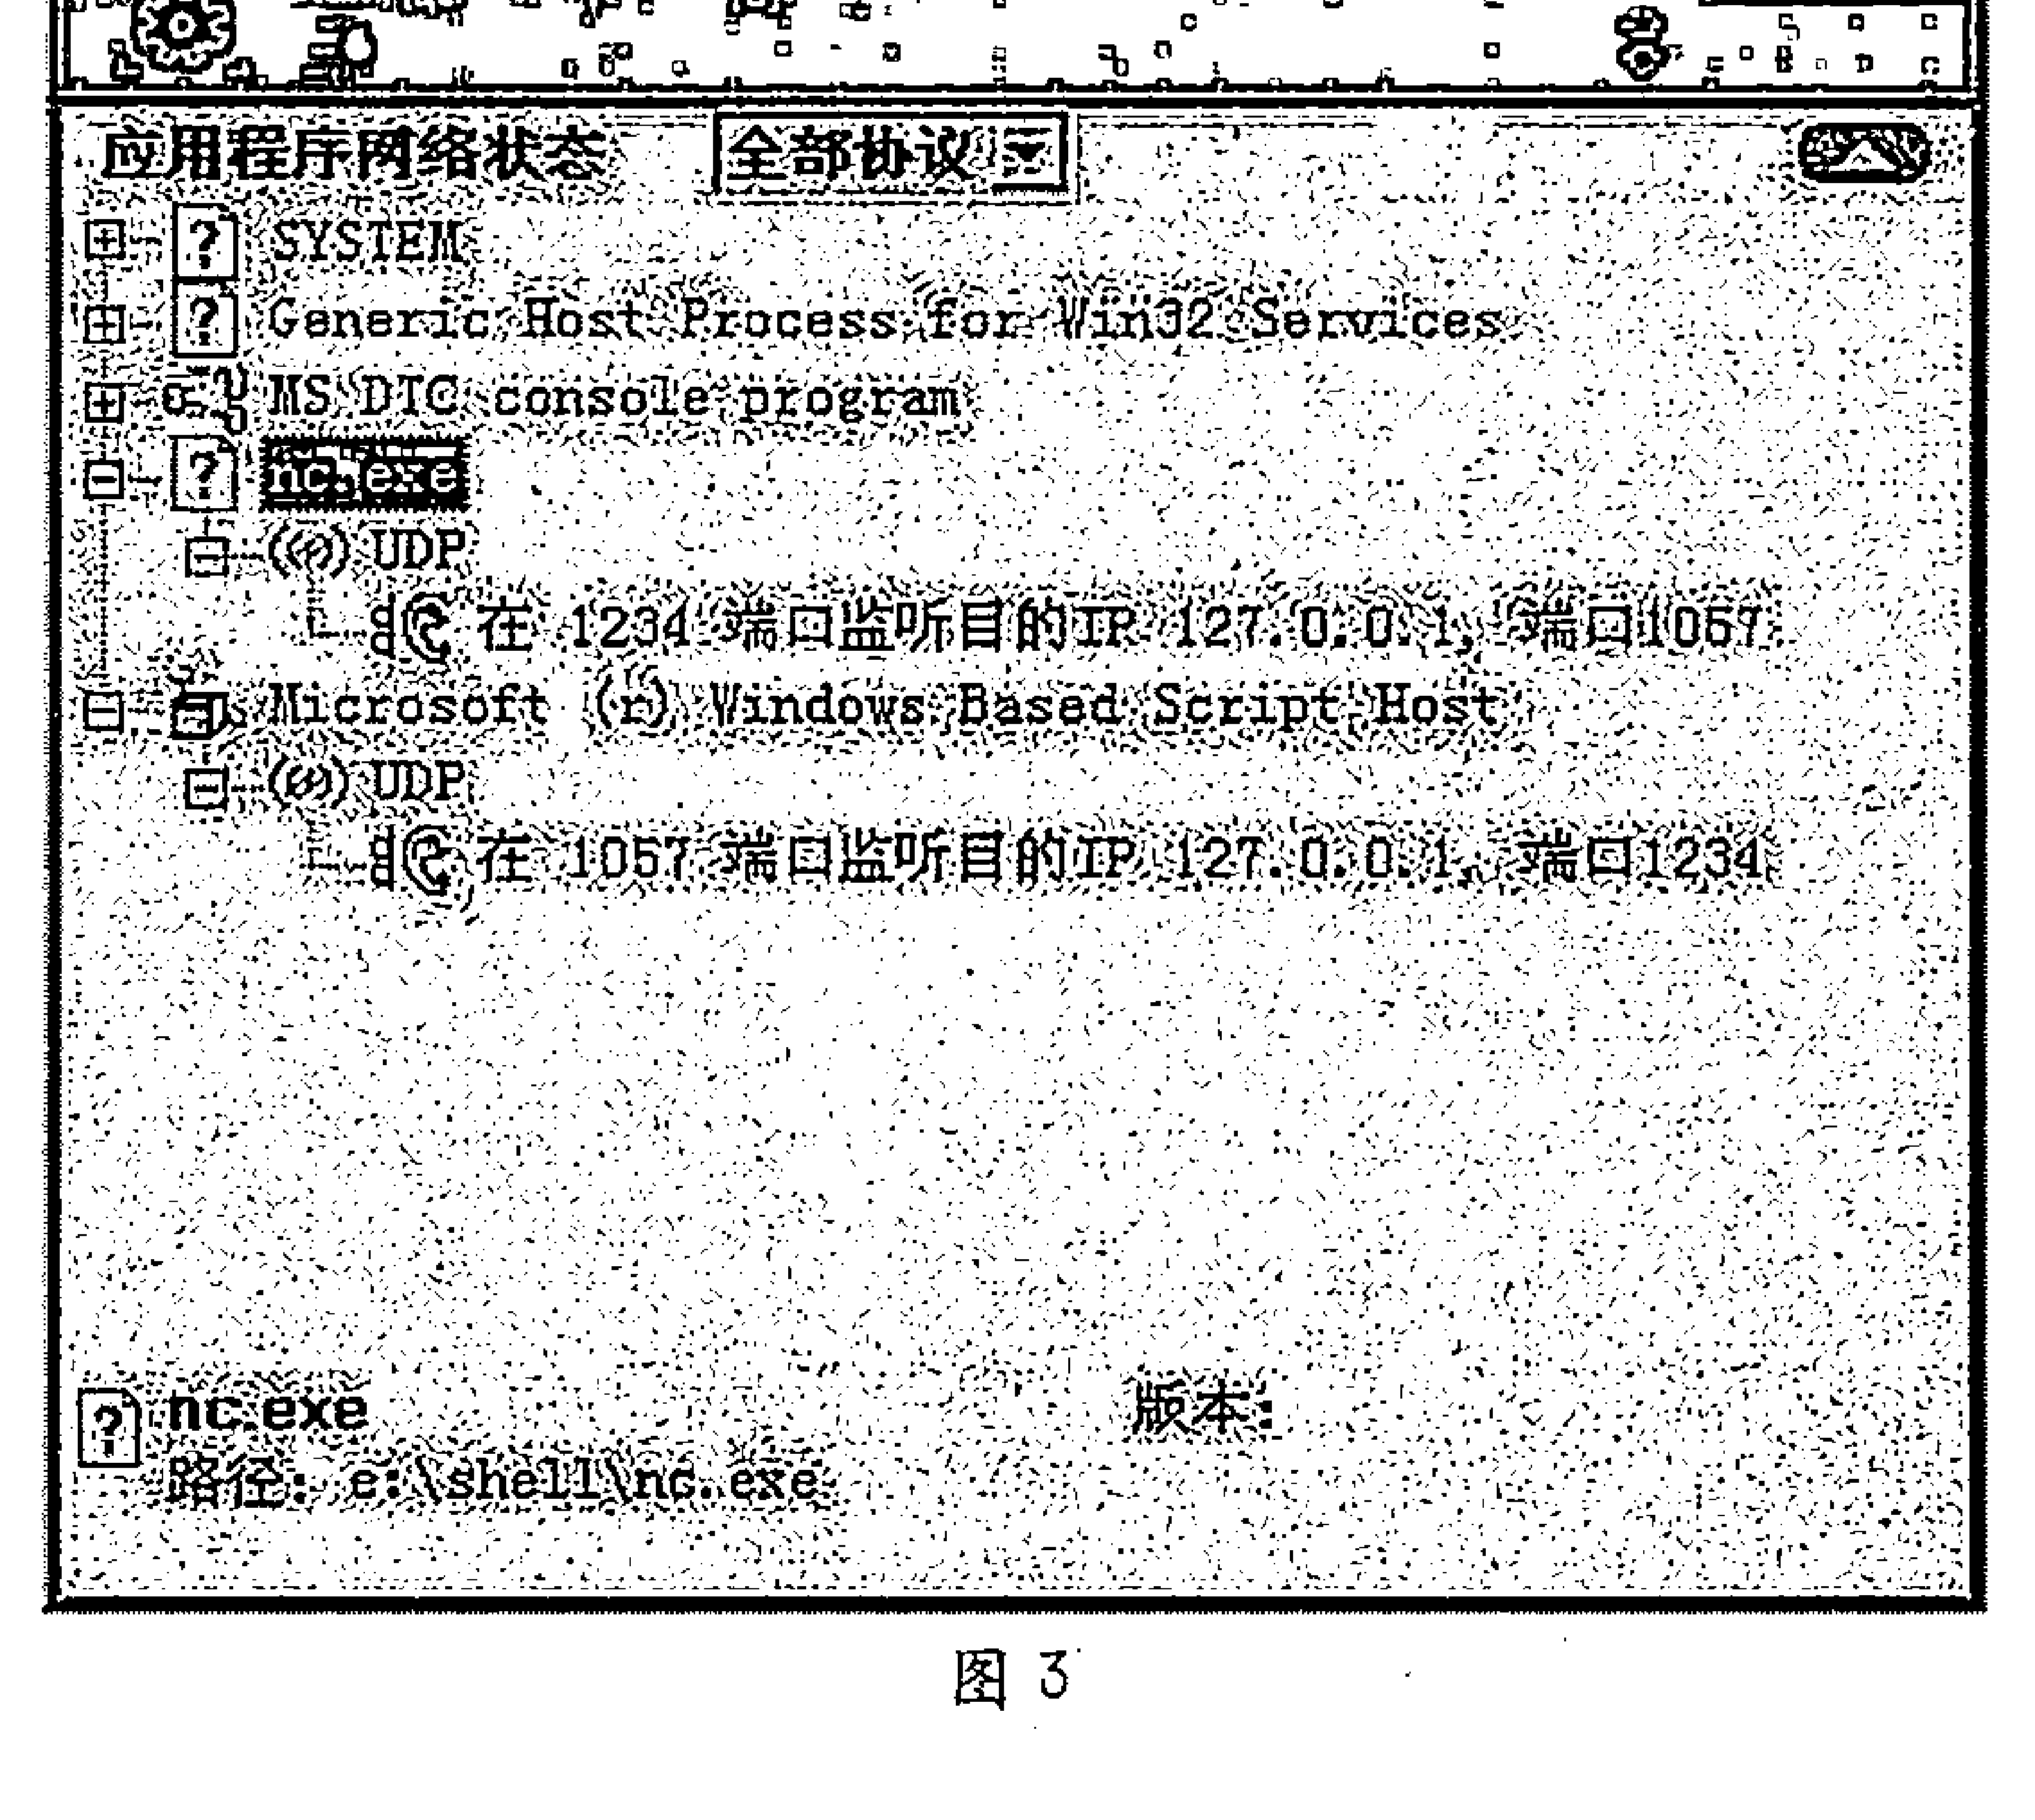 应用程序网络状态 全部协议
SYSTEM
Generic Host Process for Win32 Services
MS DTC console program
nc.exe
UDP
在 1234 端口监听目的IP 127.0.0.1, 端口1057
Microsoft (r) Windows Based Script Host
UDP
在 1057 端口监听目的IP 127.0.0.1, 端口1234
nc.exe 版本:
路径: e:\shell\nc.exe
图 3